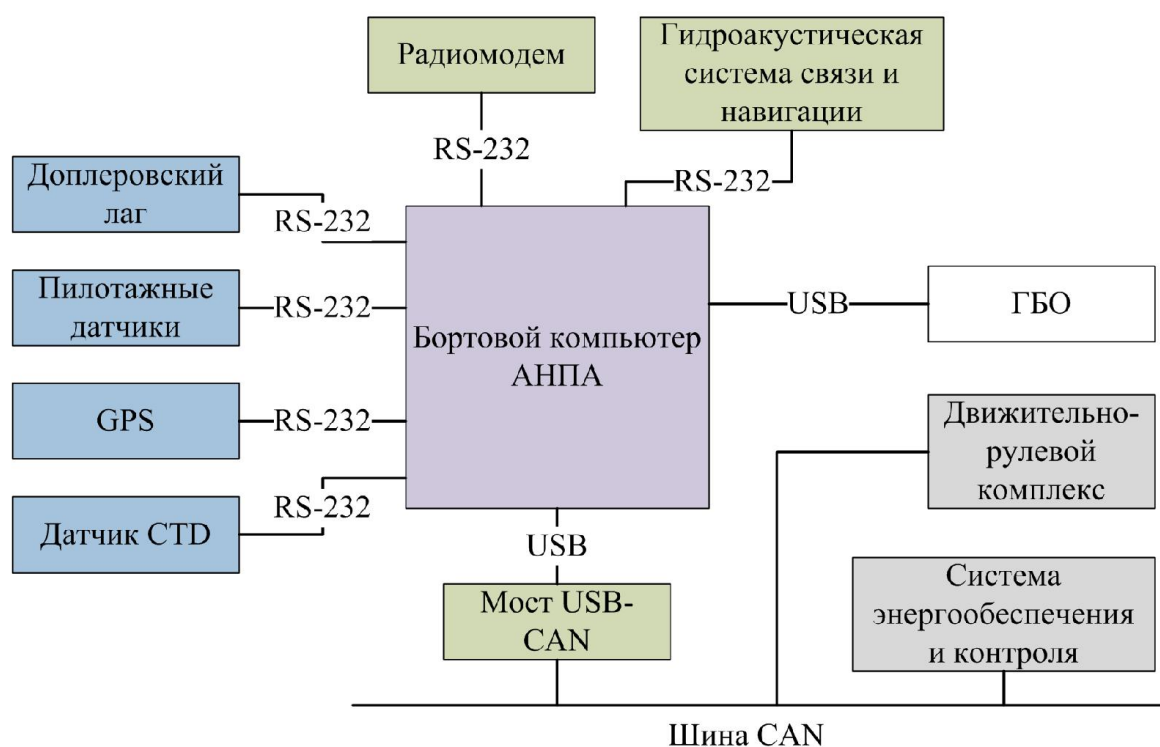 Радиомодем
Гидроакустическая
система связи и
навигации
RS-232
RS-232
Доплеровский
лаг
RS-232
Пилотажные
датчики
RS-232
GPS
RS-232
Датчик CTD
RS-232
Бортовой компьютер
АНПА
USB
ГБО
Движительно-
рулевой
комплекс
USB
Мост USB-
CAN
Система
энергообеспечения
и контроля
Шина CAN